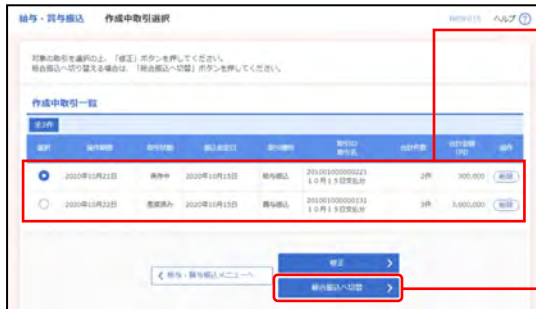 給与・賞与振込 作成中取引選択
ヘルプ
対象の取引を選択の上、「修正」ボタンを押してください。
総合振込へ切り替える場合は、「総合振込へ切替」ボタンを押してください。
作成中取引一覧
全2件
選択 操作期限 取引状態 振込指定日 取引種別 取引ID 取引名 合計件数 合計金額(円) 操作
2020年10月21日 保存中 2020年10月15日 給与振込 201001000000221 2件 300,000 削除
10月15日支払分
2020年10月22日 2020年10月15日 賞与振込 201001000000131 3件 3,000,000 削除
10月15日支払分
修正
給与・賞与振込メニューへ
総合振込へ切替